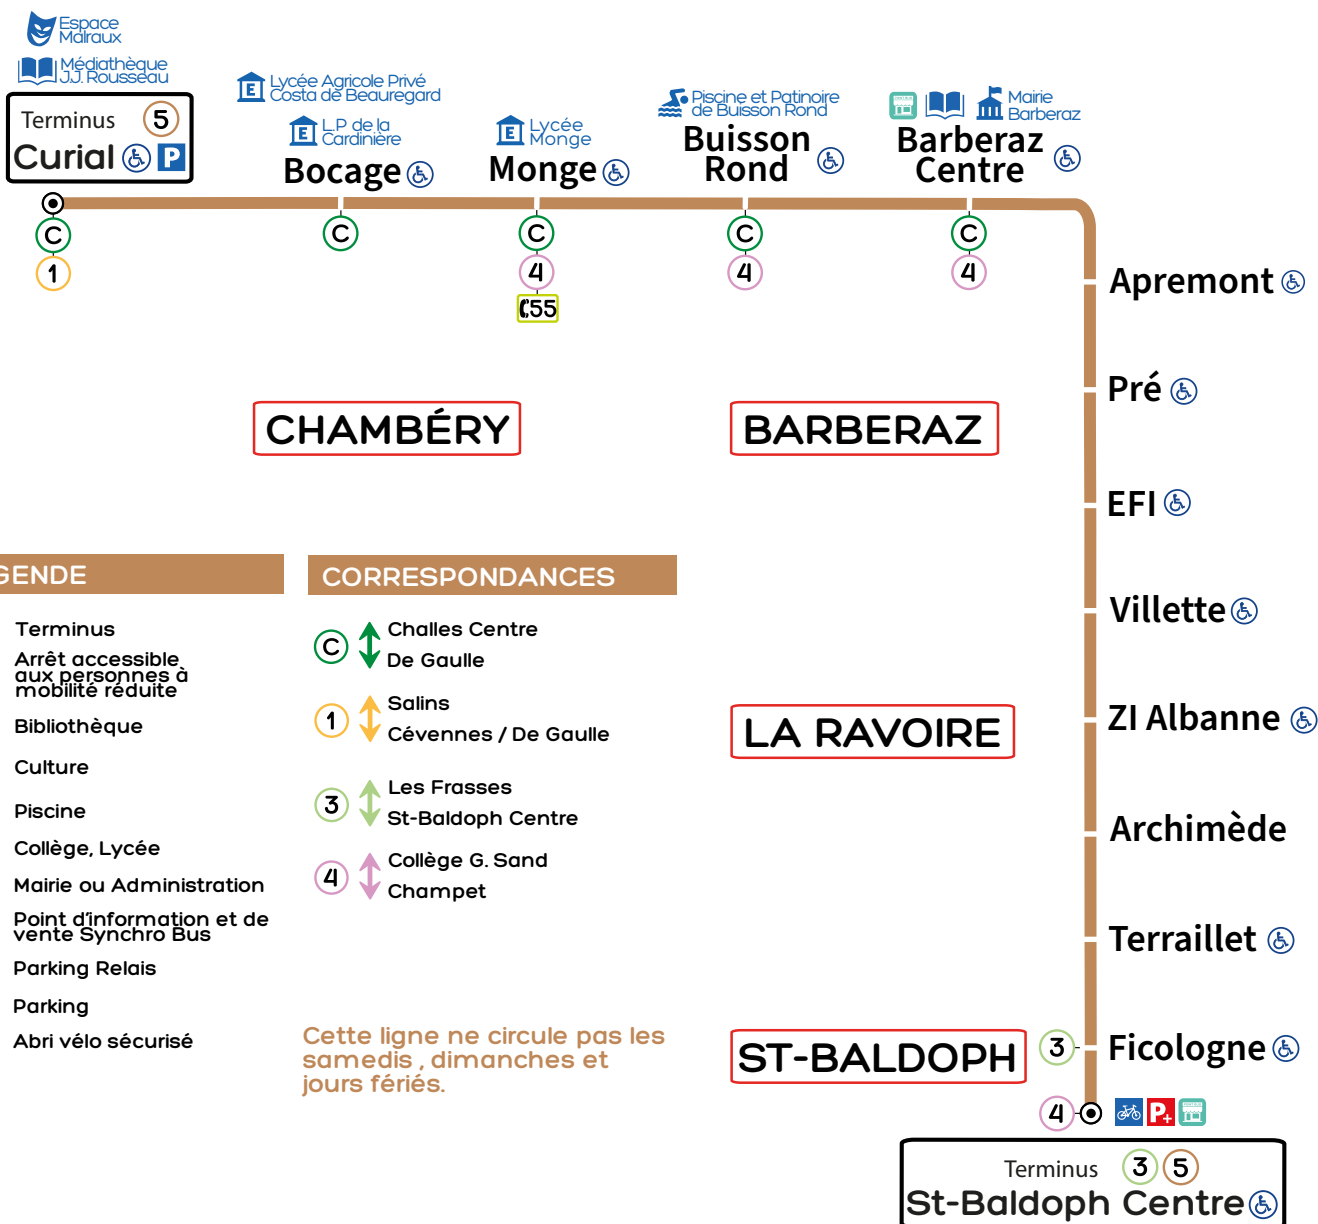 Espace
Malraux
Médiathèque
J.J. Rousseau
Terminus 5
Curial P
E Lycée Agricole Privé
Costa de Beauregard
E L.P de la
Cardinière
Bocage
E Lycée
Monge
Monge
Piscine et Patinoire
de Buisson Rond
Buisson
Rond
Mairie
Barberaz
Barberaz
Centre
C
1
C
C
4
55
C
4
C
4
Apremont
Pré
EFI
Villette
ZI Albanne
Archimède
Terraillet
3 Ficologne
4 P+
Terminus 3 5
St-Baldoph Centre
CHAMBÉRY
BARBERAZ
LA RAVOIRE
ST-BALDOPH
GENDE
Terminus
Arrêt accessible
aux personnes à
mobilité réduite
Bibliothèque
Culture
Piscine
Collège, Lycée
Mairie ou Administration
Point d'information et de
vente Synchro Bus
Parking Relais
Parking
Abri vélo sécurisé
CORRESPONDANCES
C Challes Centre
De Gaulle
1 Salins
Cévennes / De Gaulle
3 Les Frasses
St-Baldoph Centre
4 Collège G. Sand
Champet
Cette ligne ne circule pas les
samedis , dimanches et
jours fériés.